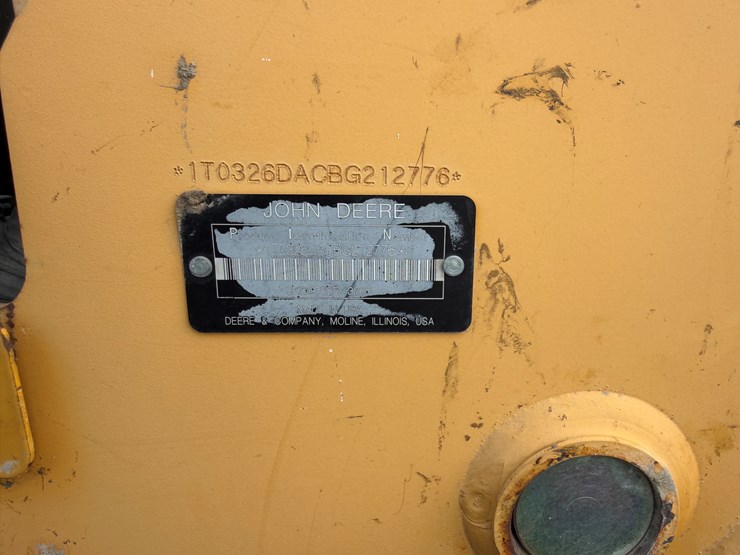 *1T0326DACBG212776*
JOHN DEERE
P I N
DEERE & COMPANY, MOLINE, ILLINOIS, USA